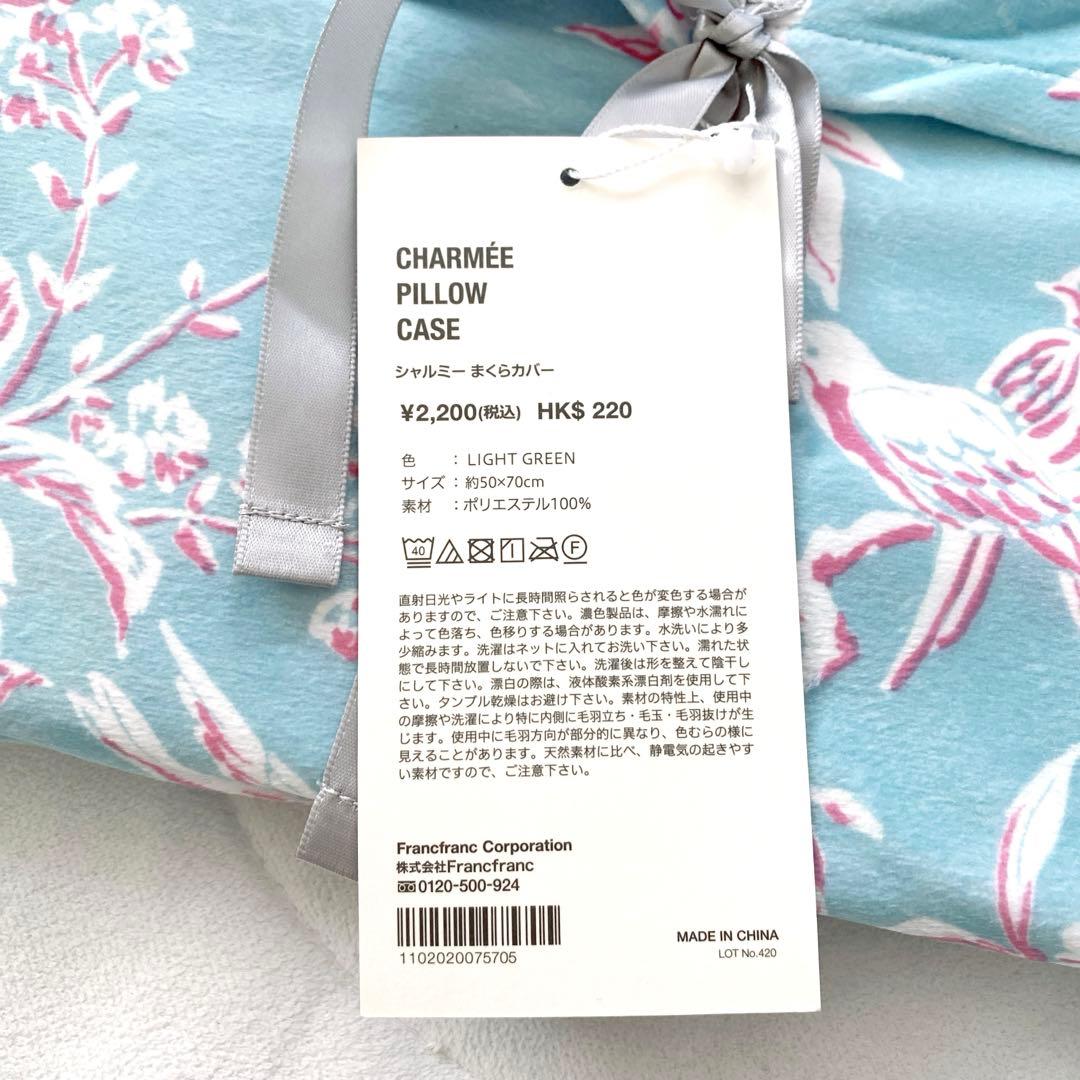 CHARMÉE
PILLOW
CASE
シャルミー まくらカバー
¥2,200(税込) HK$ 220
色 : LIGHT GREEN
サイズ : 約50×70cm
素材 : ポリエステル100%
40 F
直射日光やライトに長時間照らされると色が変色する場合が
ありますので、ご注意下さい。濃色製品は、摩擦や水濡れに
よって色落ち、色移りする場合があります。水洗いにより多
少縮みます。洗濯はネットに入れてお洗い下さい。濡れた状
態で長時間放置しないで下さい。洗濯後は形を整えて陰干し
にして下さい。漂白の際は、液体酸素系漂白剤を使用して下
さい。タンブル乾燥はお避け下さい。素材の特性上、使用中
の摩擦や洗濯により特に内側に毛羽立ち・毛玉・毛羽抜けが生
じます。使用中に毛羽方向が部分的に異なり、色むらの様に
見えることがあります。天然素材に比べ、静電気の起きやす
い素材ですので、ご注意下さい。
Francfranc Corporation
株式会社Francfranc
0120-500-924
1102020075705
MADE IN CHINA
LOT No.420